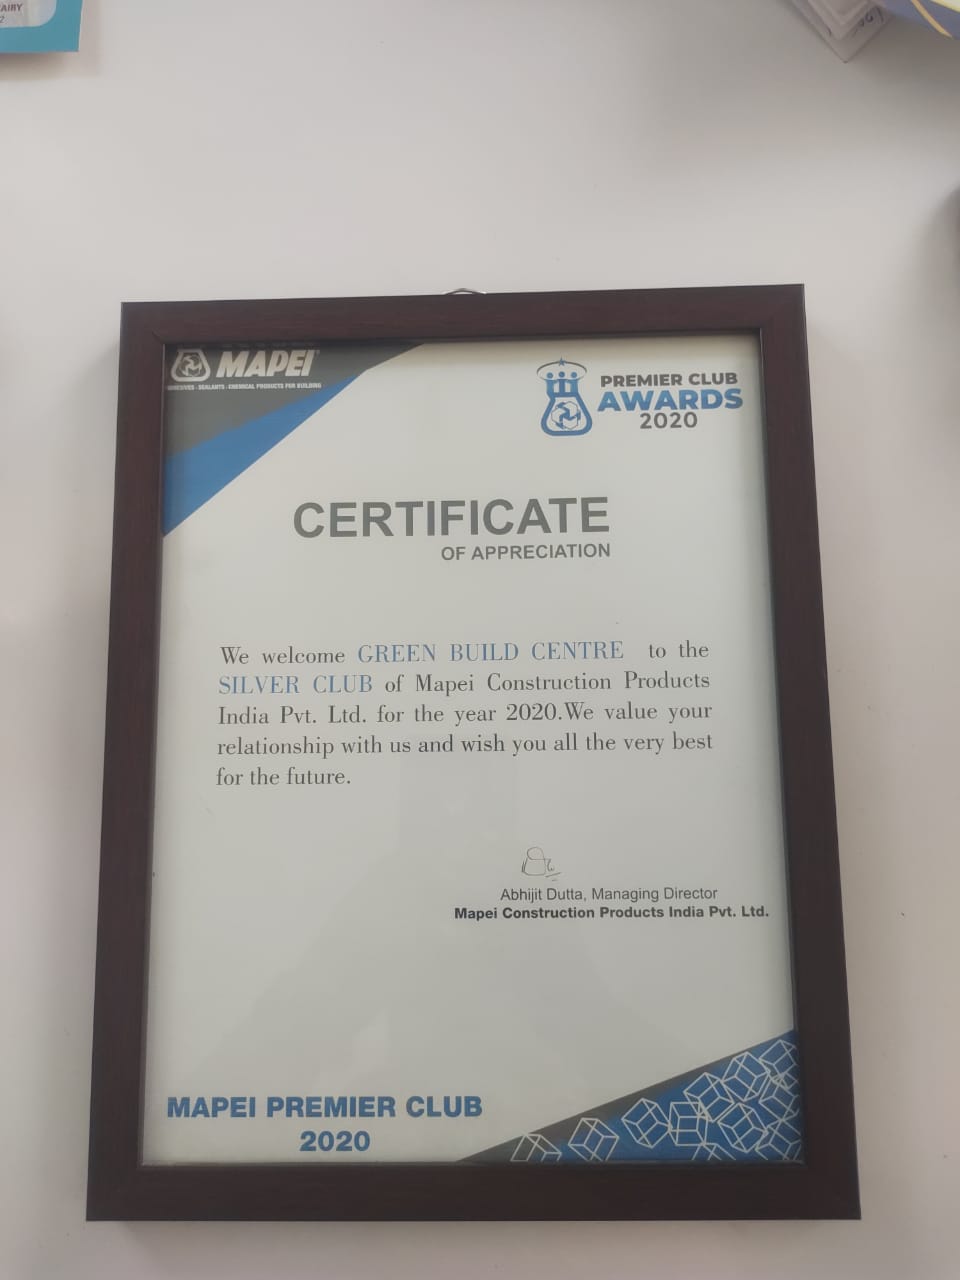 AIRY
2
MAPEI
ADHESIVES - SEALANTS - CHEMICAL PRODUCTS FOR BUILDING
PREMIER CLUB
AWARDS
2020
CERTIFICATE
OF APPRECIATION
We welcome GREEN BUILD CENTRE to the
SILVER CLUB of Mapei Construction Products
India Pvt. Ltd. for the year 2020.We value your
relationship with us and wish you all the very best
for the future.
Abhijit Dutta, Managing Director
Mapei Construction Products India Pvt. Ltd.
MAPEI PREMIER CLUB
2020